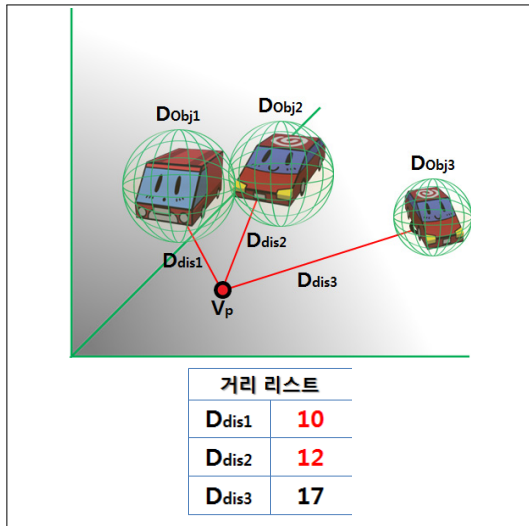 DObj1
DObj2
DObj3
Ddis1
Ddis2
Ddis3
Vp
거리 리스트
Ddis1 10
Ddis2 12
Ddis3 17